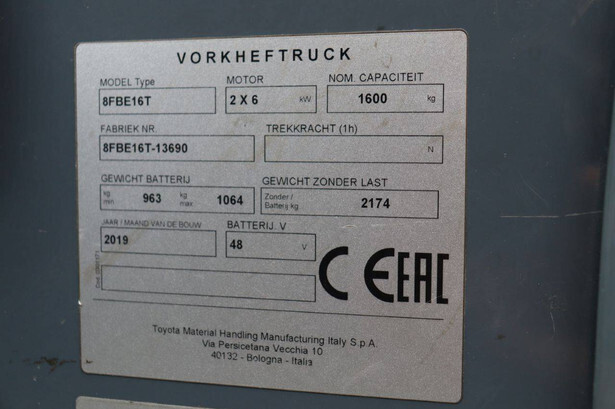 VORKHEFTRUCK
MODEL Type
MOTOR
NOM. CAPACITEIT
8FBE16T
2 X 6 kW
1600 kg
FABRIEK NR.
TREKKRACHT (1h)
8FBE16T-13690
N
GEWICHT BATTERIJ
GEWICHT ZONDER LAST
kg min 963 kg max 1064
Zonder / Batterij kg 2174
JAAR / MAAND VAN DE BOUW
BATTERIJ. V
2019
48 V
CE EAC
Toyota Material Handling Manufacturing Italy S.p.A.
Via Persicetana Vecchia 10
40132 - Bologna - Italia